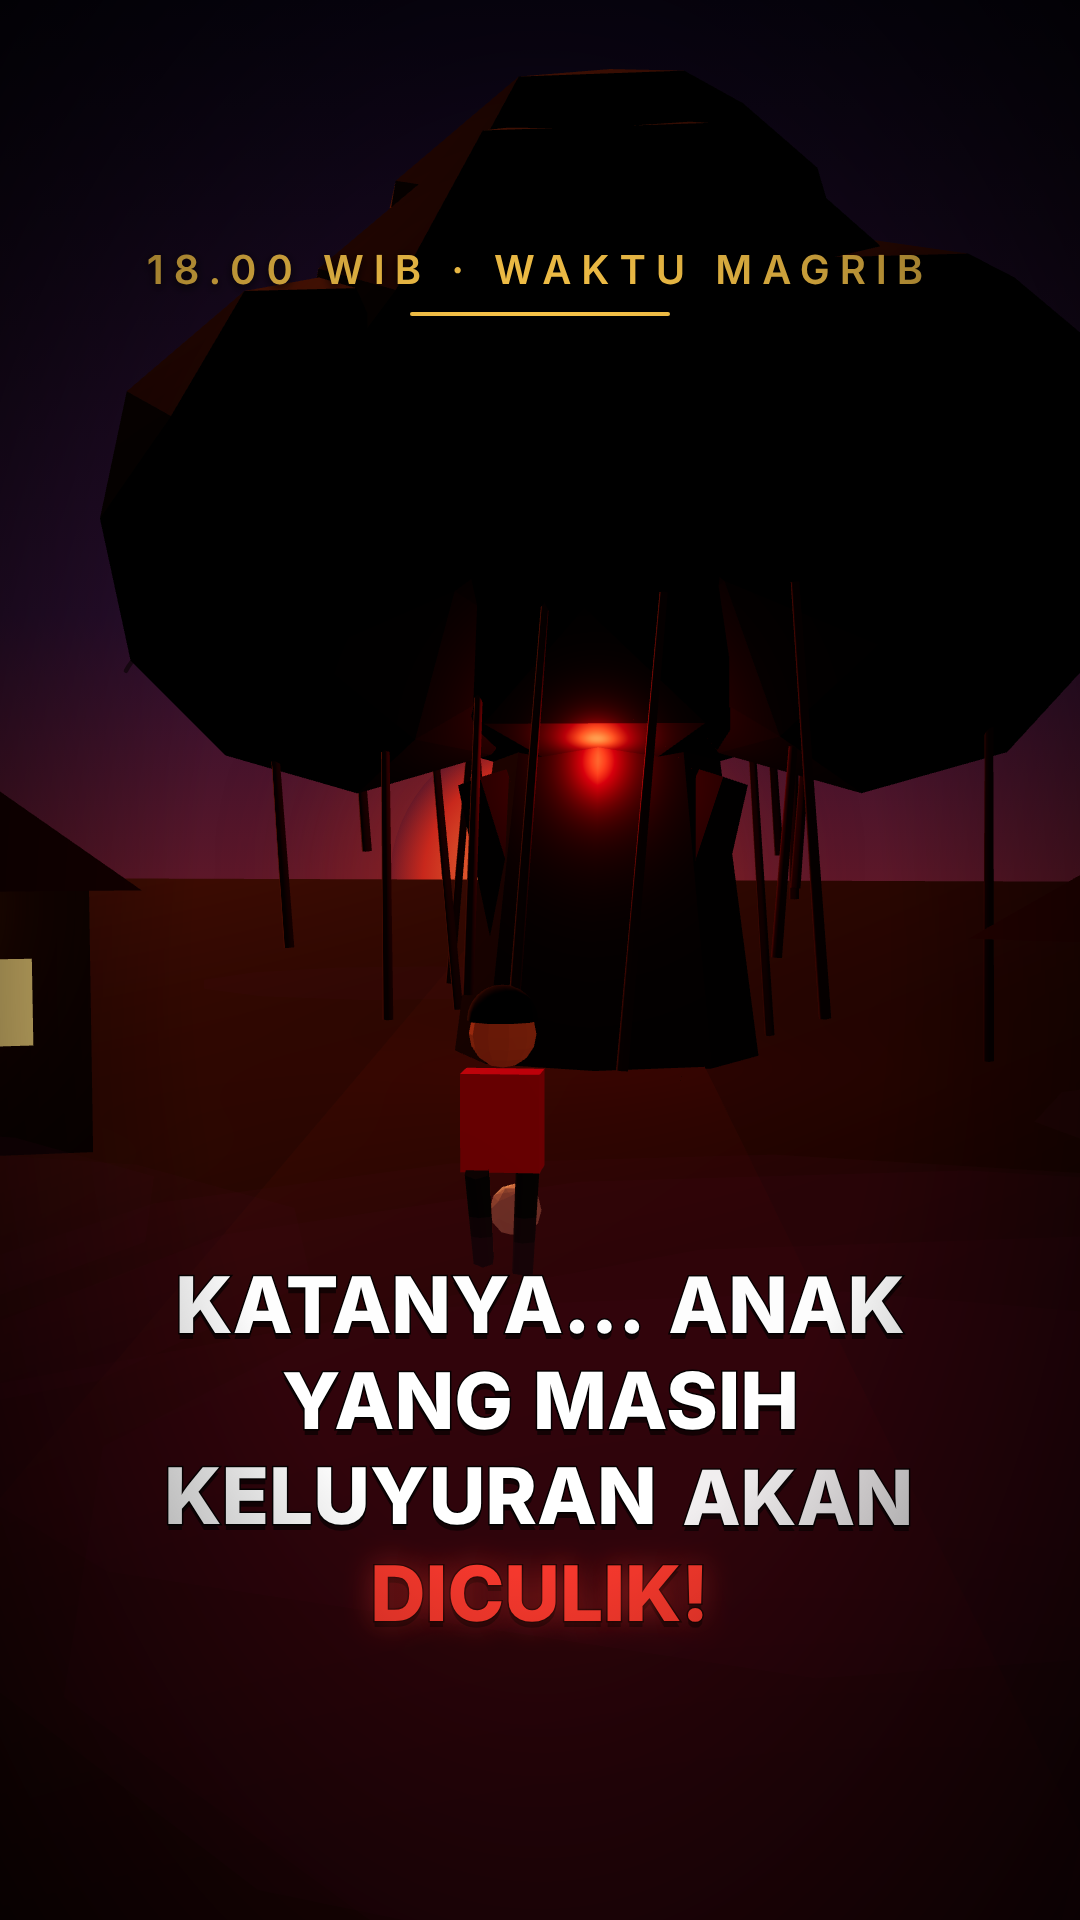 18.00 WIB · WAKTU MAGRIB
KATANYA... ANAK
YANG MASIH
KELUYURAN AKAN
DICULIK!